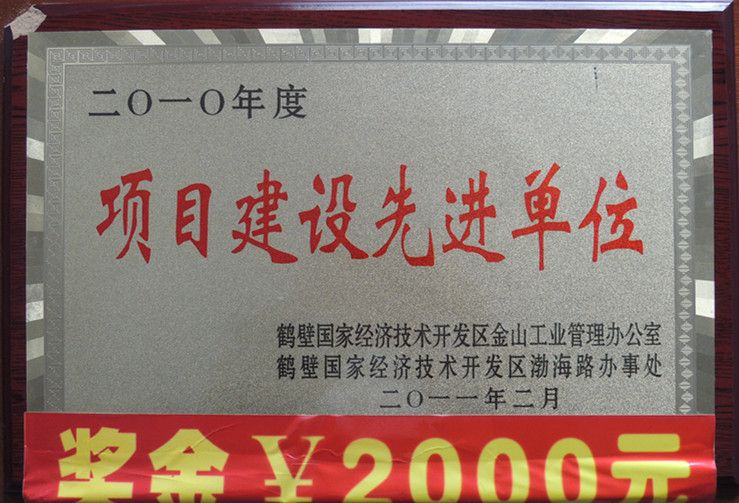 二〇一〇年度
项目建设先进单位
鹤壁国家经济技术开发区金山工业管理办公室
鹤壁国家经济技术开发区渤海路办事处
二〇一一年二月
奖金￥2000元